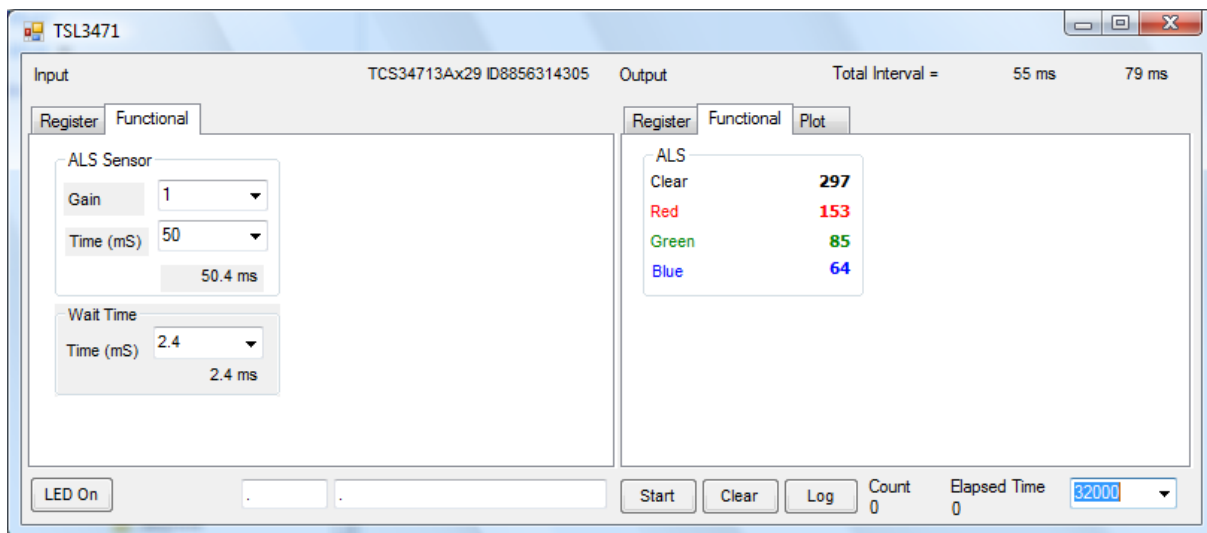 TSL3471
Input TCS34713Ax29 ID8856314305 Output Total Interval = 55 ms 79 ms
Register Functional
ALS Sensor
Gain 1
Time (mS) 50
50.4 ms
Wait Time
Time (mS) 2.4
2.4 ms
Register Functional Plot
ALS
Clear 297
Red 153
Green 85
Blue 64
LED On . . Start Clear Log Count Elapsed Time 32000
0 0